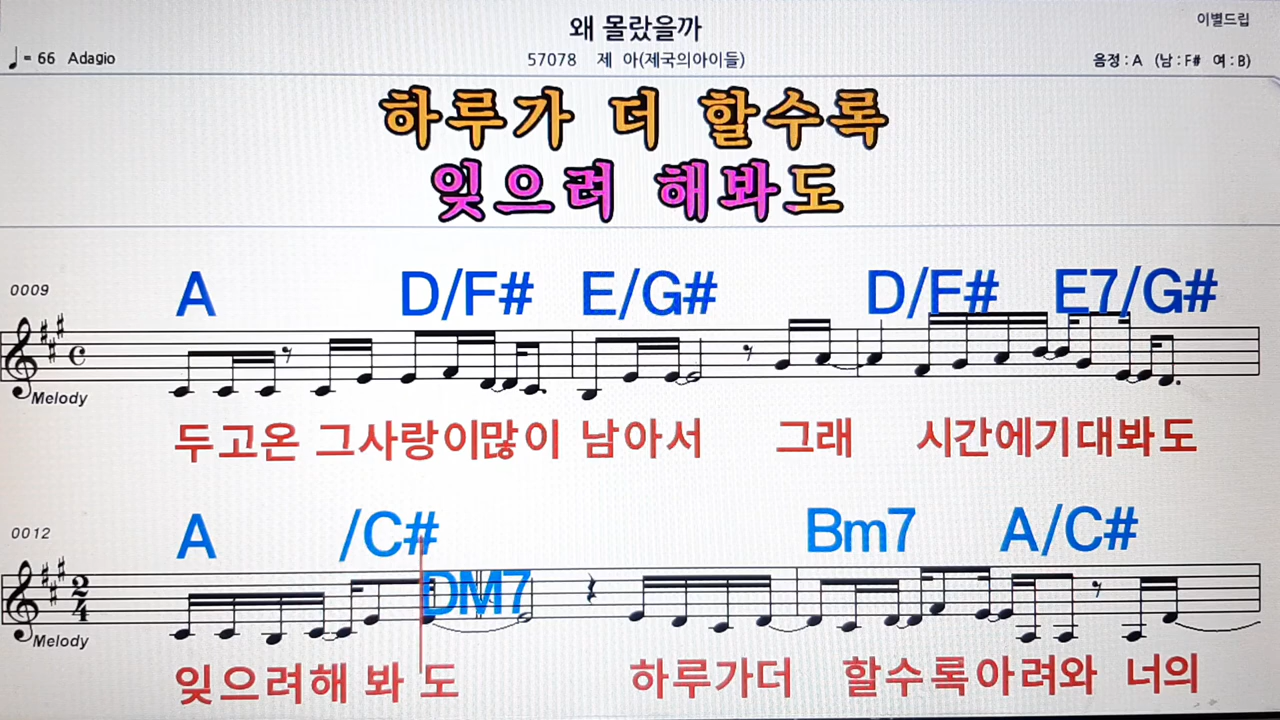 왜 몰랐을까
이별드립
♩= 66 Adagio
57078 제 아(제국의아이들)
음정 : A (남 : F# 여 : B)
하루가 더 할수록
잊으려 해봐도
0009
A D/F# E/G# D/F# E7/G#
Melody
두고온 그사랑이많이 남아서 그래 시간에기대봐도
0012
A /C# DM7 Bm7 A/C#
2/4
Melody
잊으려해 봐 도 하루가더 할수록아려와 너의